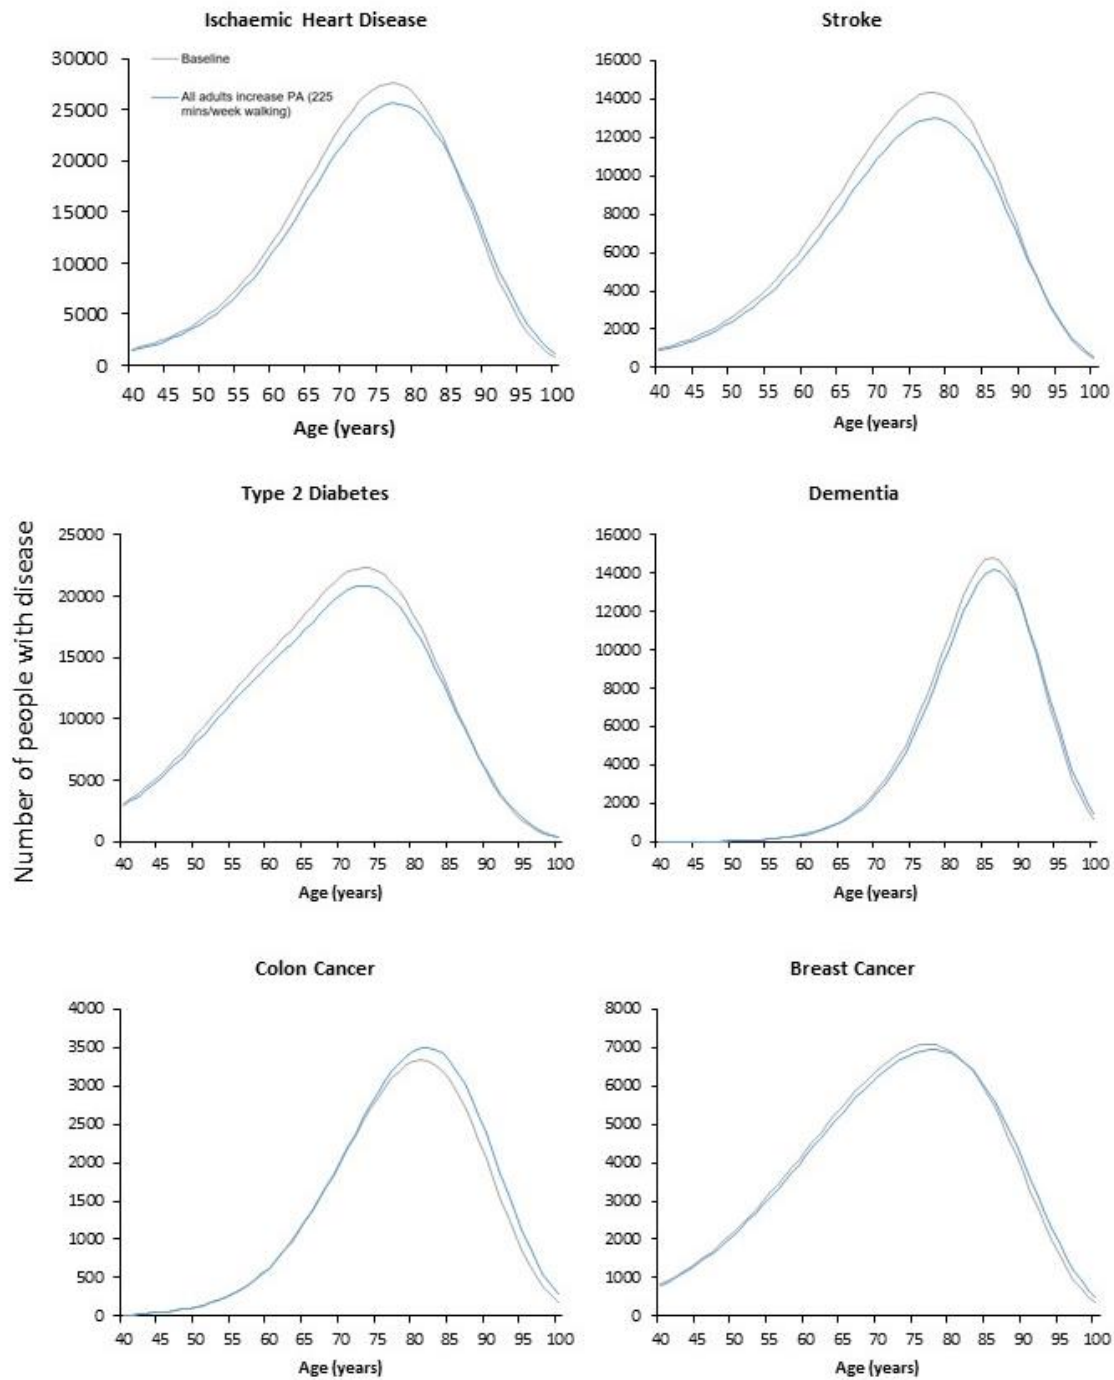 Ischaemic Heart Disease
30000
25000
20000
15000
10000
5000
0
Baseline
All adults increase PA (225
mins/week walking)
40 45 50 55 60 65 70 75 80 85 90 95 100
Age (years)
Stroke
16000
14000
12000
10000
8000
6000
4000
2000
0
40 45 50 55 60 65 70 75 80 85 90 95 100
Age (years)
Number of people with disease
Type 2 Diabetes
25000
20000
15000
10000
5000
0
40 45 50 55 60 65 70 75 80 85 90 95 100
Age (years)
Dementia
16000
14000
12000
10000
8000
6000
4000
2000
0
40 45 50 55 60 65 70 75 80 85 90 95 100
Age (years)
Colon Cancer
4000
3500
3000
2500
2000
1500
1000
500
0
40 45 50 55 60 65 70 75 80 85 90 95 100
Age (years)
Breast Cancer
8000
7000
6000
5000
4000
3000
2000
1000
0
40 45 50 55 60 65 70 75 80 85 90 95 100
Age (years)